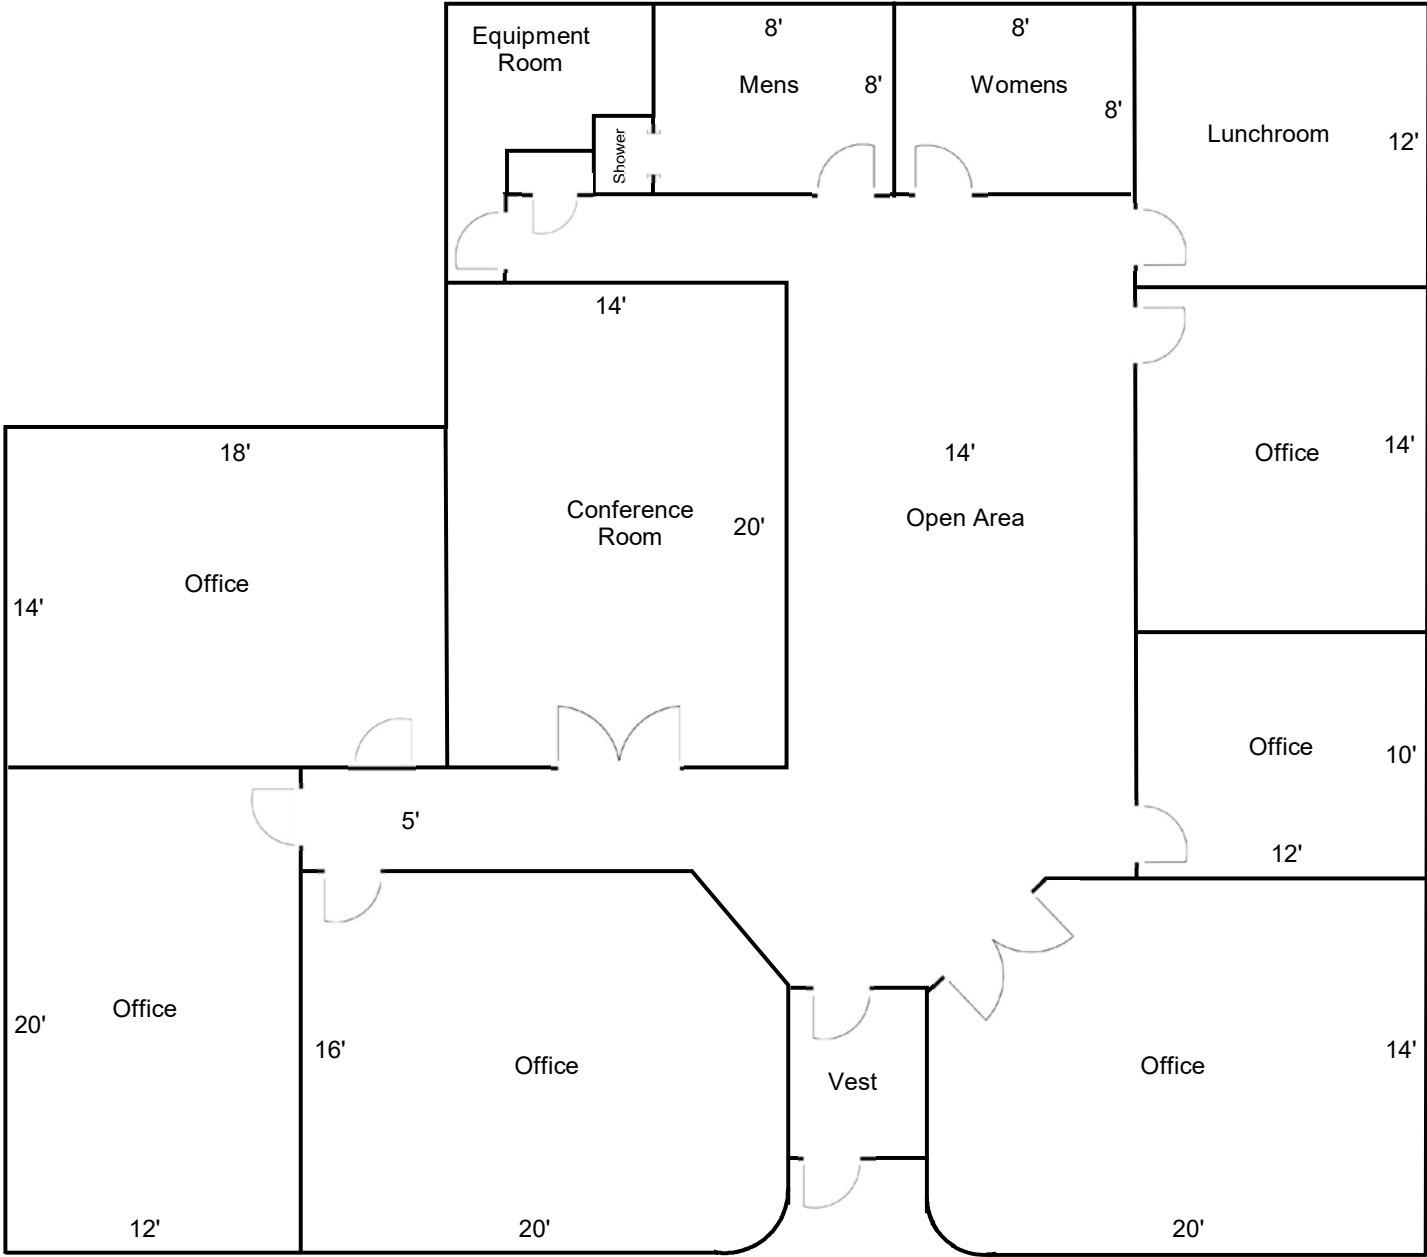 Equipment
Room
8'
Mens
8'
8'
Womens
8'
Lunchroom
12'
Shower
14'
Conference
Room
20'
14'
Open Area
Office
14'
18'
Office
14'
Office
10'
12'
5'
Office
20'
12'
16'
Office
20'
Vest
Office
14'
20'